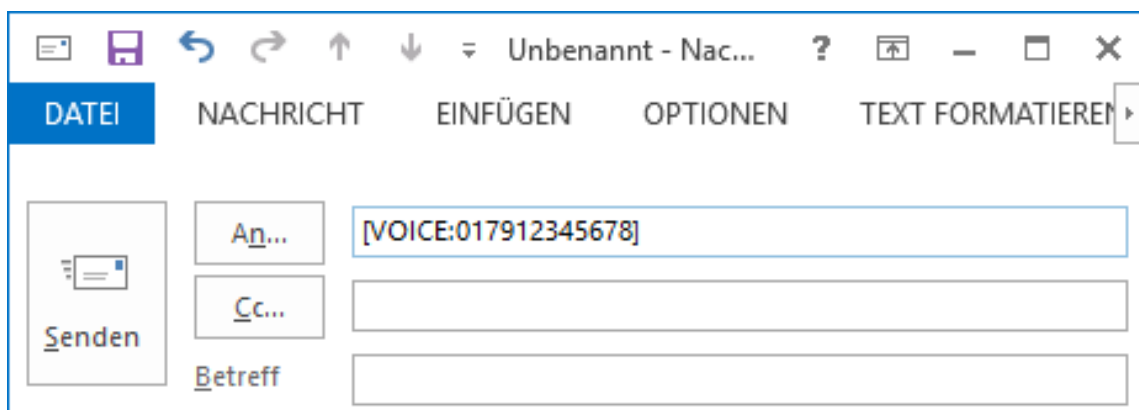 Unbenannt - Nac... ?
DATEI NACHRICHT EINFÜGEN OPTIONEN TEXT FORMATIEREN
An... [VOICE:017912345678]
Cc...
Senden
Betreff